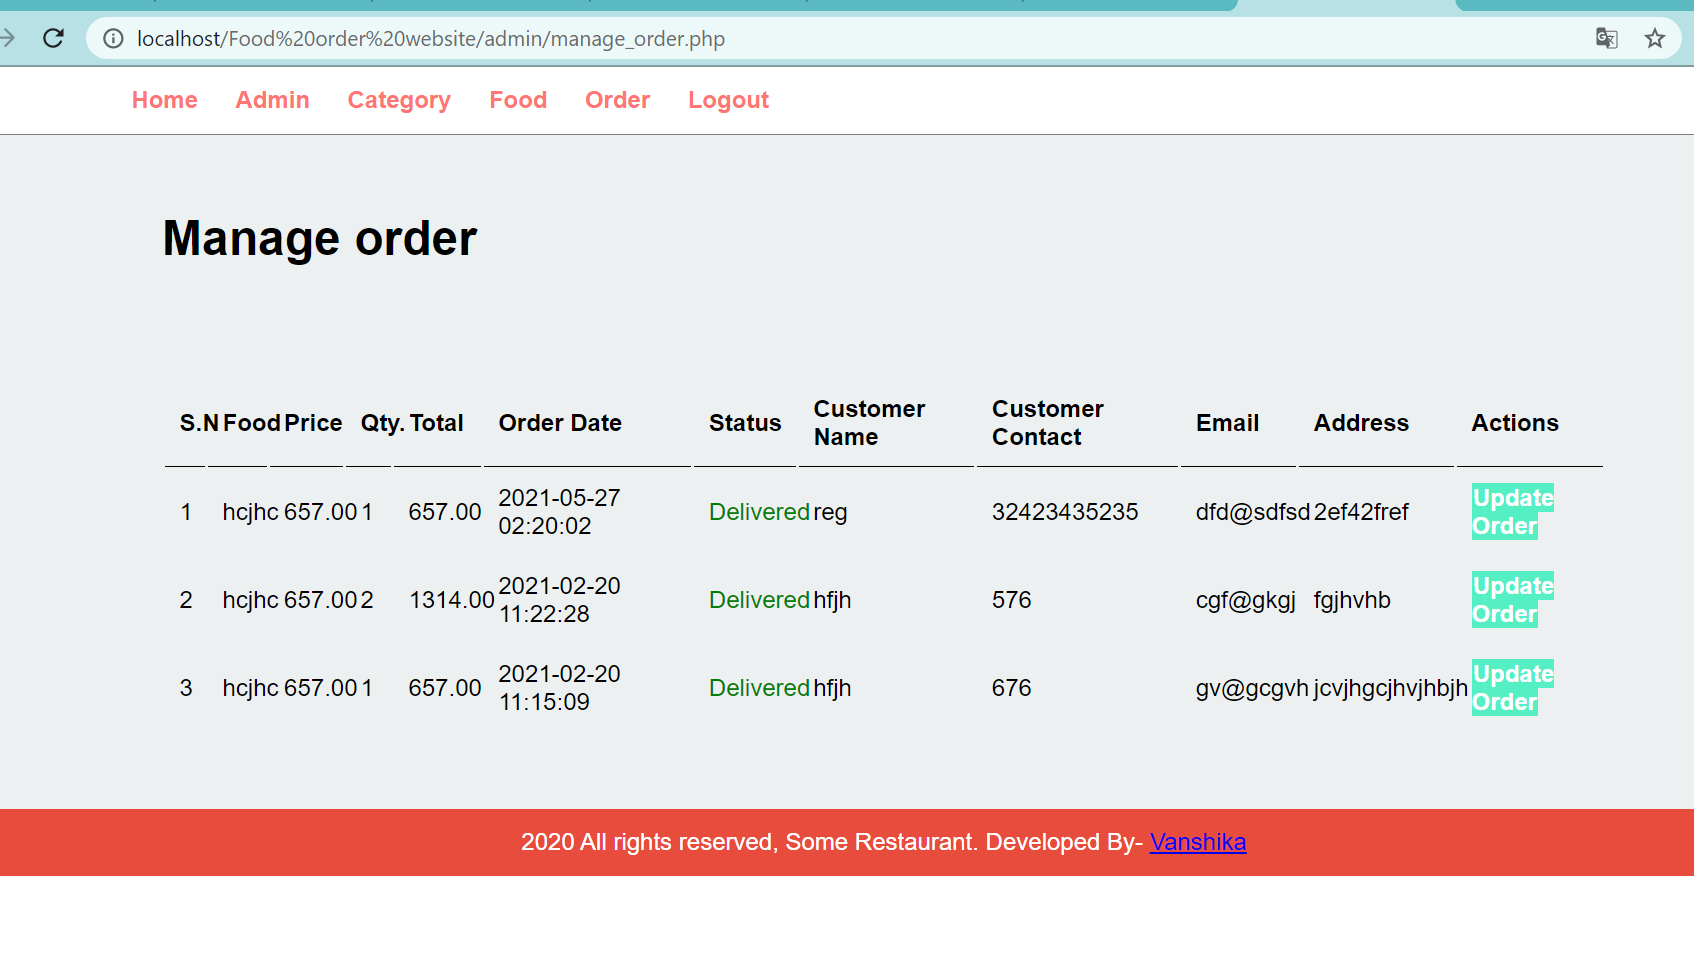 localhost/Food%20order%20website/admin/manage_order.php
Home Admin Category Food Order Logout
Manage order
S.N Food Price Qty. Total Order Date Status Customer Name Customer Contact Email Address Actions
1 hcjhc 657.00 1 657.00 2021-05-27 02:20:02 Delivered reg 32423435235 dfd@sdfsd 2ef42fref Update Order
2 hcjhc 657.00 2 1314.00 2021-02-20 11:22:28 Delivered hfjh 576 cgf@gkgj fgjhvhb Update Order
3 hcjhc 657.00 1 657.00 2021-02-20 11:15:09 Delivered hfjh 676 gv@gcgvh jcvjhgcjhvjhbjh Update Order
2020 All rights reserved, Some Restaurant. Developed By- Vanshika